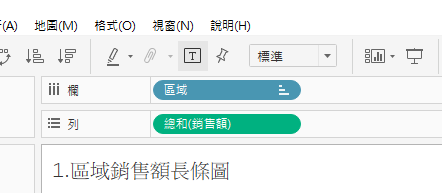 地圖(M) 格式(O) 視窗(N) 說明(H)
標準
欄 區域
列 總和(銷售額)
1.區域銷售額長條圖